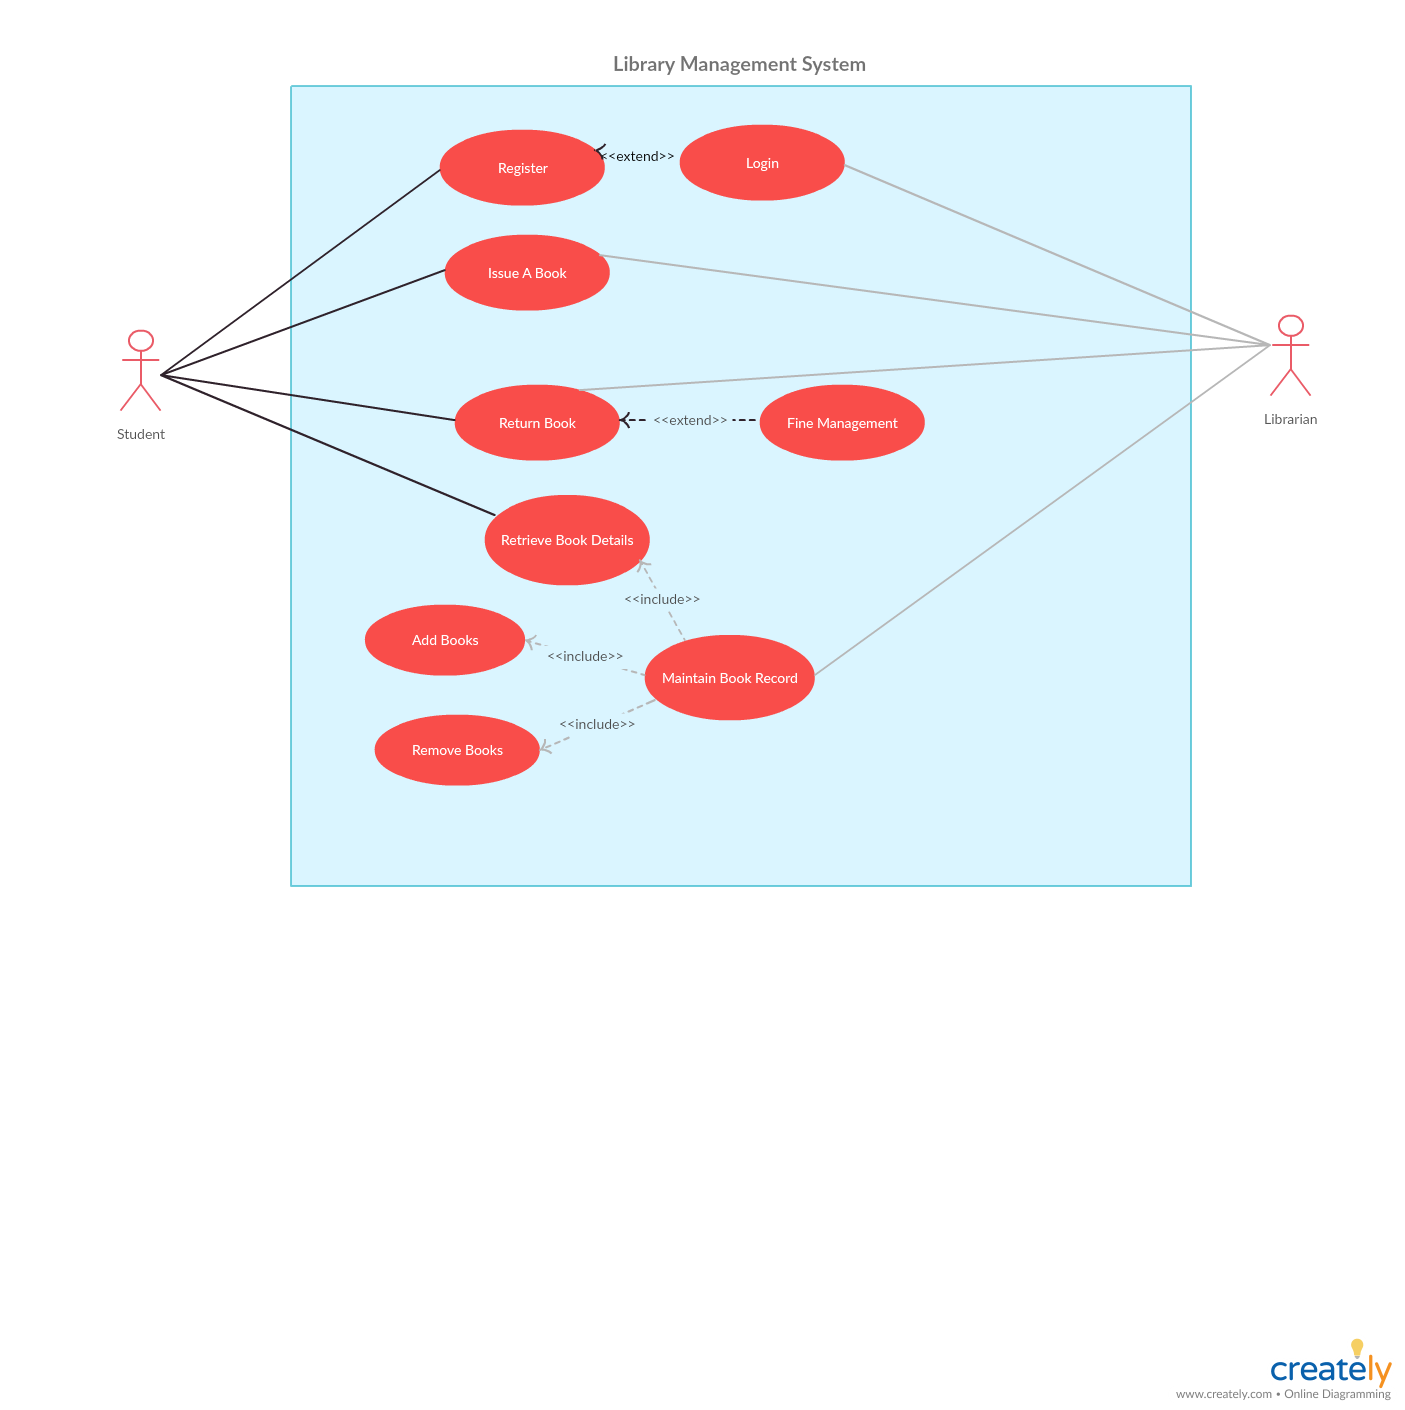 Library Management System
Register
<<extend>>
Login
Issue A Book
Student
Return Book
<<extend>>
Fine Management
Librarian
Retrieve Book Details
<<include>>
Add Books
<<include>>
Maintain Book Record
<<include>>
Remove Books
creately
www.creately.com • Online Diagramming